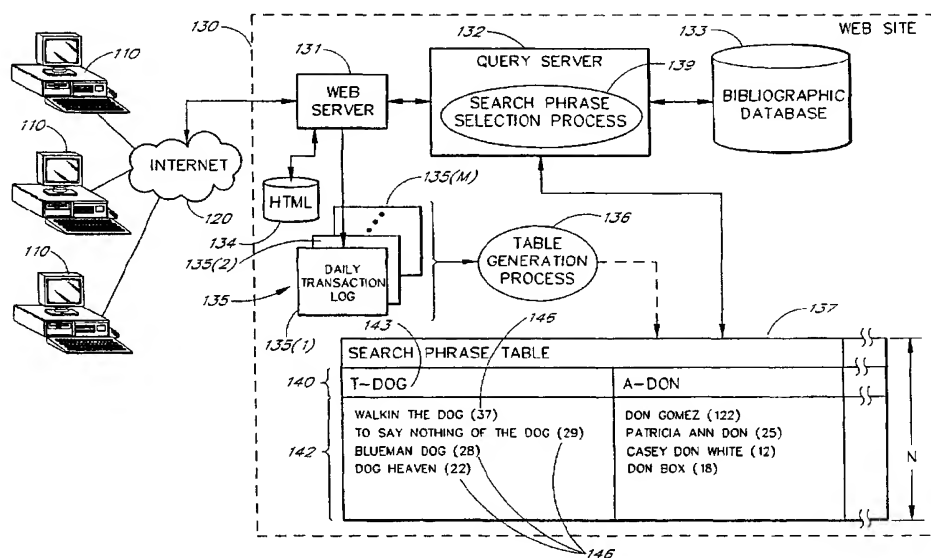 130
131
132
133
WEB SITE
110
QUERY SERVER
139
WEB
SERVER
SEARCH PHRASE
SELECTION PROCESS
BIBLIOGRAPHIC
DATABASE
110
INTERNET
120
HTML
134
135(M)
135(2)
136
TABLE
GENERATION
PROCESS
110
135
DAILY
TRANSACTION
LOG
135(1)
143
146
137
SEARCH PHRASE TABLE
140
T-DOG
A-DON
142
WALKIN THE DOG (37)
TO SAY NOTHING OF THE DOG (29)
BLUEMAN DOG (28)
DOG HEAVEN (22)
DON GOMEZ (122)
PATRICIA ANN DON (25)
CASEY DON WHITE (12)
DON BOX (18)
N
146